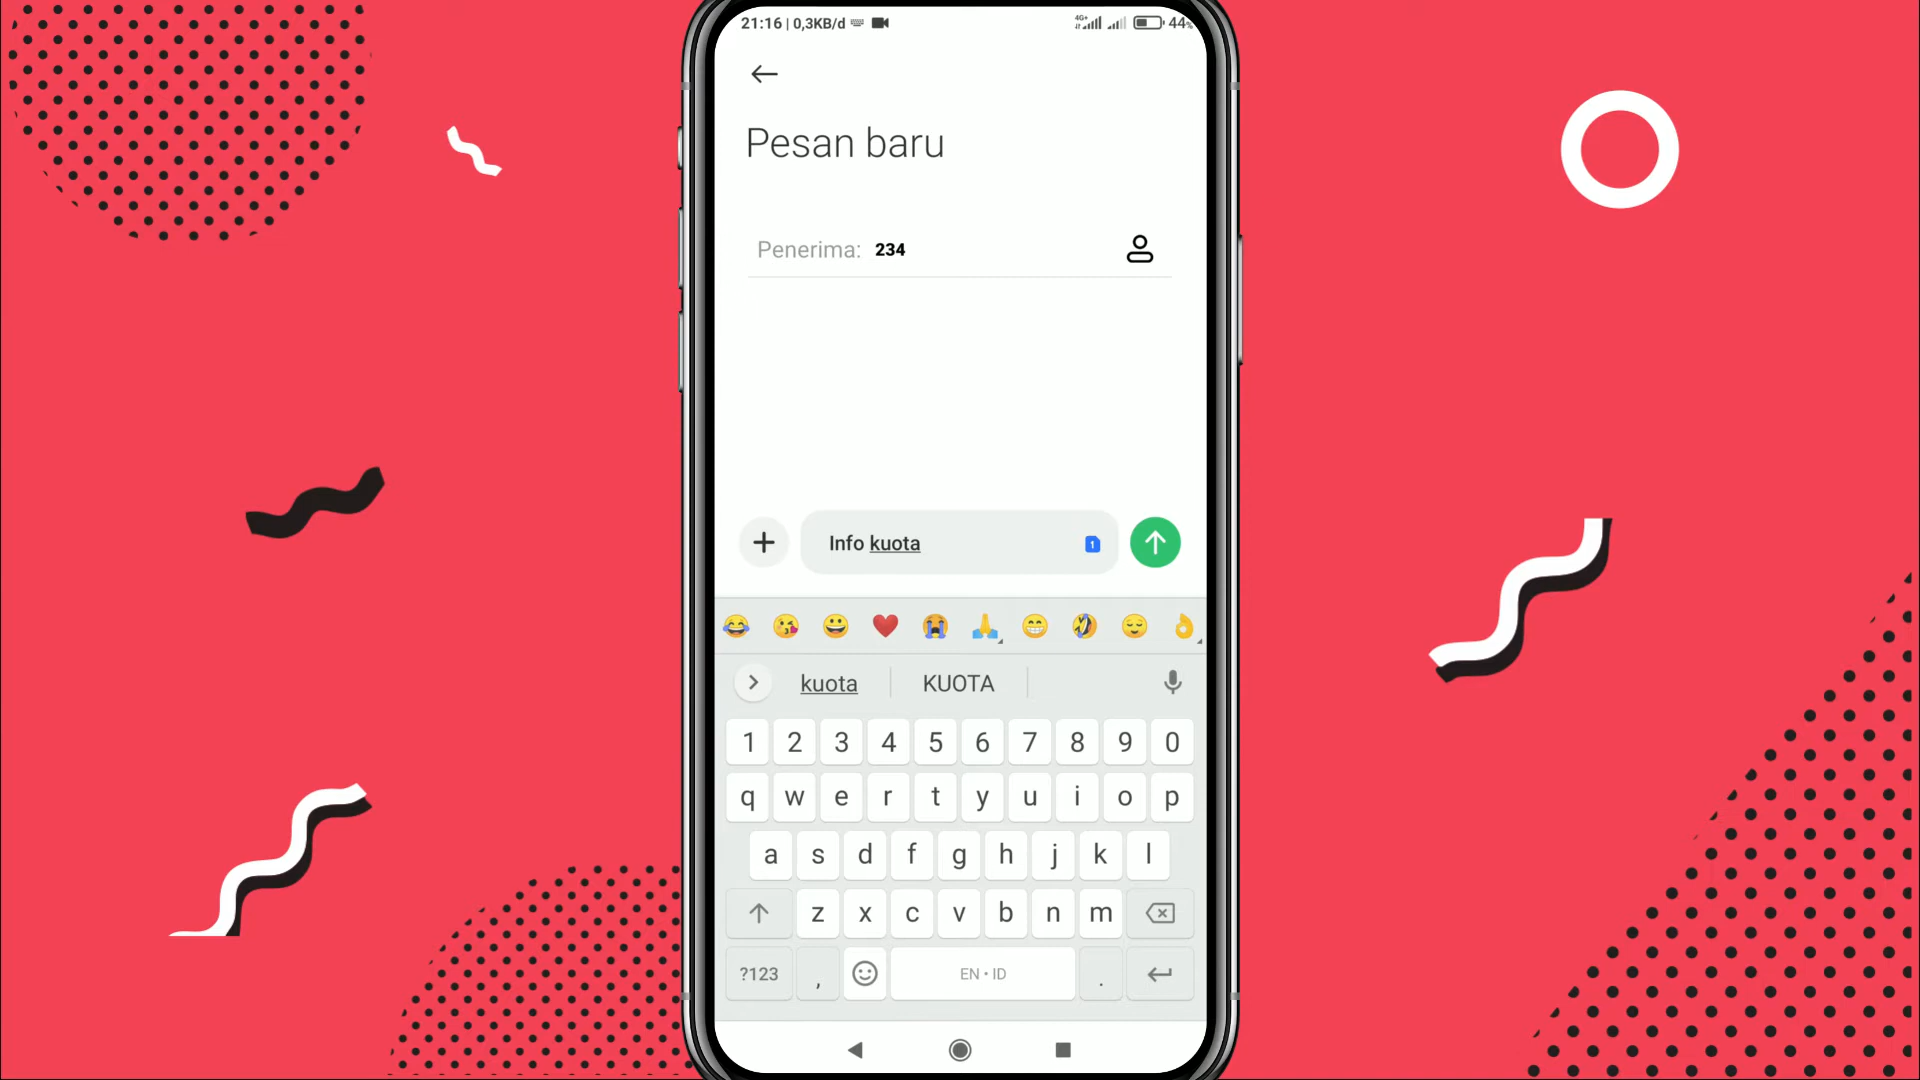 21:16 | 0,3KB/d
4G+ 44%
Pesan baru
Penerima: 234
Info kuota
1
kuota KUOTA
1 2 3 4 5 6 7 8 9 0
q w e r t y u i o p
a s d f g h j k l
z x c v b n m
?123 , EN • ID .